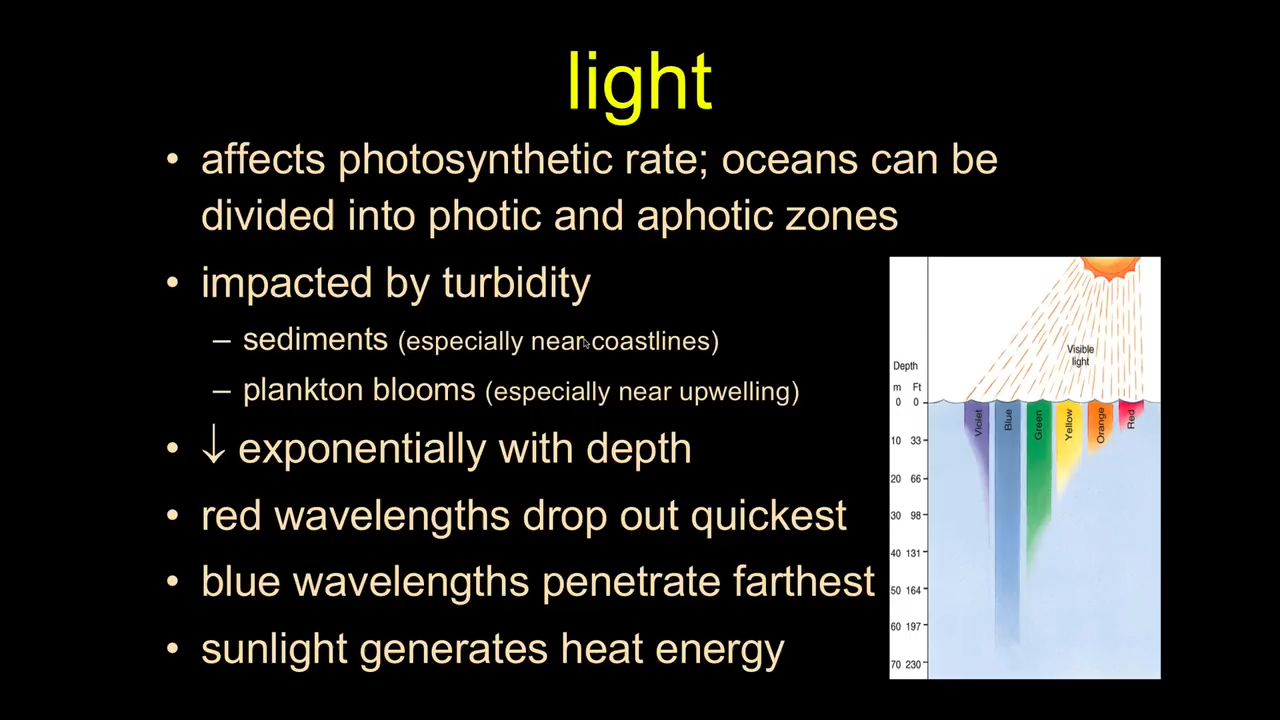 light
• affects photosynthetic rate; oceans can be
divided into photic and aphotic zones
• impacted by turbidity
– sediments (especially near coastlines)
– plankton blooms (especially near upwelling)
• ↓ exponentially with depth
• red wavelengths drop out quickest
• blue wavelengths penetrate farthest
• sunlight generates heat energy
Visible
light
Depth
m Ft
0 0
10 33
20 66
30 98
40 131
50 164
60 197
70 230
Violet
Blue
Green
Yellow
Orange
Red